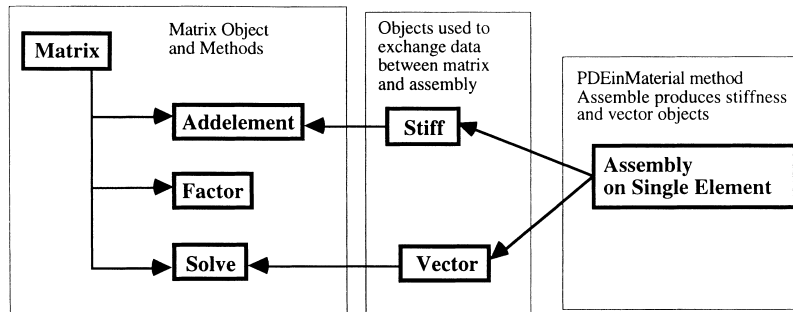 Matrix Object
and Methods
Matrix
Addelement
Factor
Solve
Objects used to
exchange data
between matrix
and assembly
Stiff
Vector
PDEinMaterial method
Assemble produces stiffness
and vector objects
Assembly
on Single Element